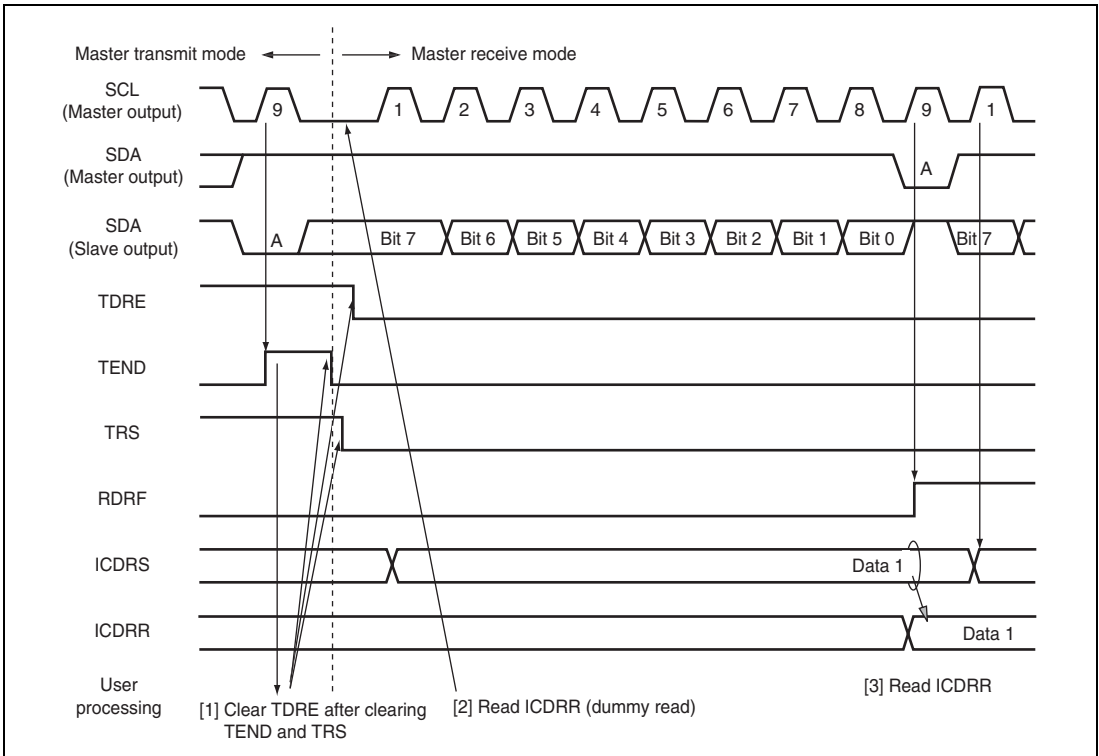 Master transmit mode
Master receive mode
SCL
(Master output)
9 1 2 3 4 5 6 7 8 9 1
SDA
(Master output)
A
SDA
(Slave output)
A Bit 7 Bit 6 Bit 5 Bit 4 Bit 3 Bit 2 Bit 1 Bit 0 Bit 7
TDRE
TEND
TRS
RDRF
ICDRS
Data 1
ICDRR
Data 1
User
processing
[1] Clear TDRE after clearing
TEND and TRS
[2] Read ICDRR (dummy read)
[3] Read ICDRR